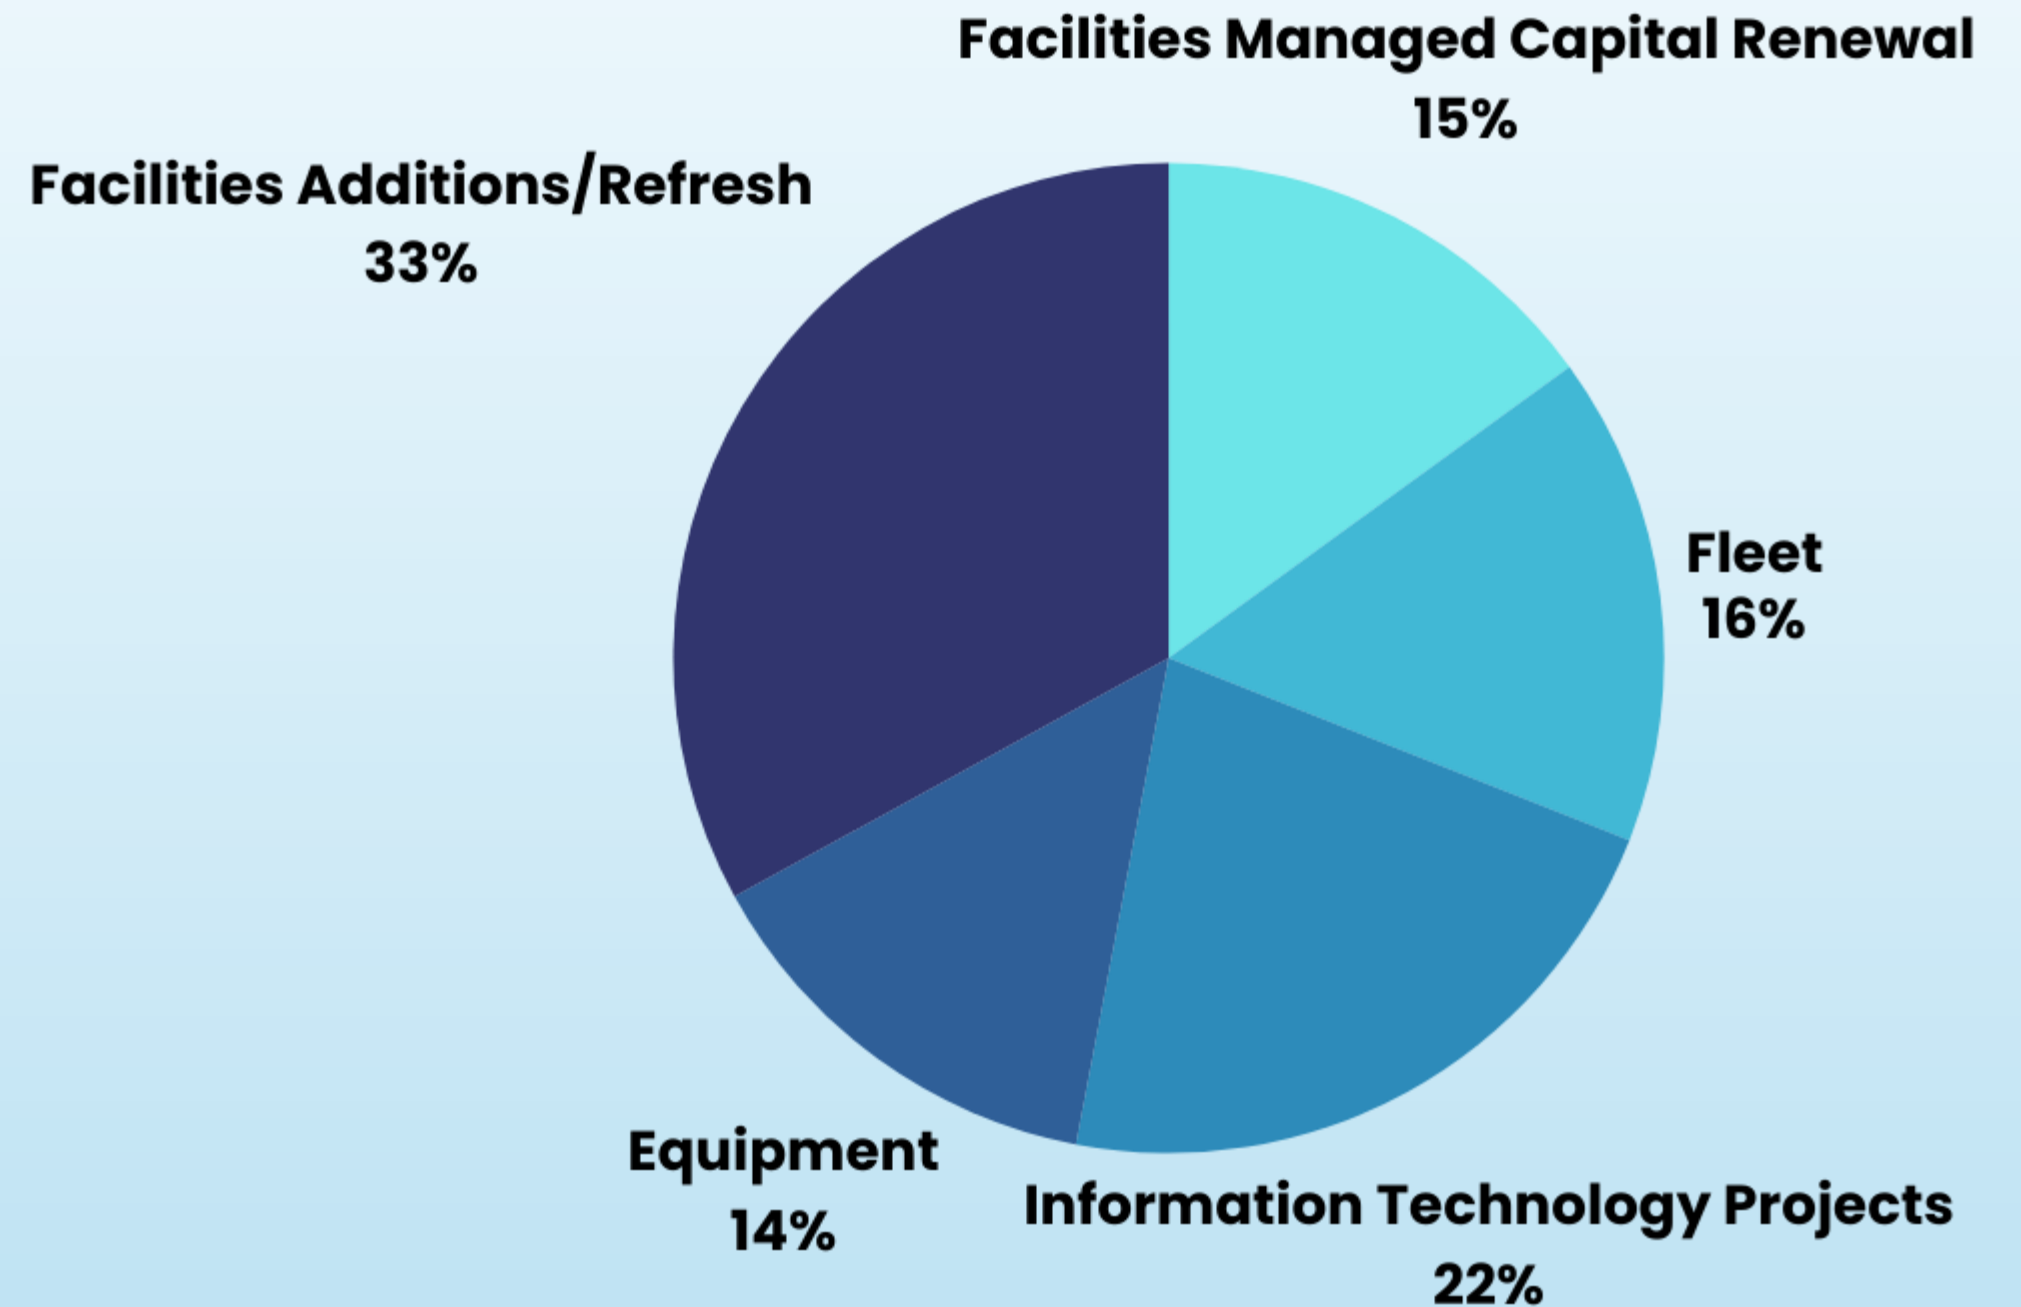 Facilities Managed Capital Renewal
15%
Facilities Additions/Refresh
33%
Fleet
16%
Equipment
14%
Information Technology Projects
22%